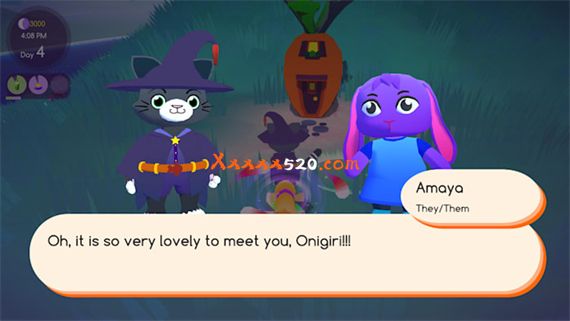 3000
4:08 PM
Day 4
Xxxxxx520.com
Amaya
They/Them
Oh, it is so very lovely to meet you, Onigiri!!!